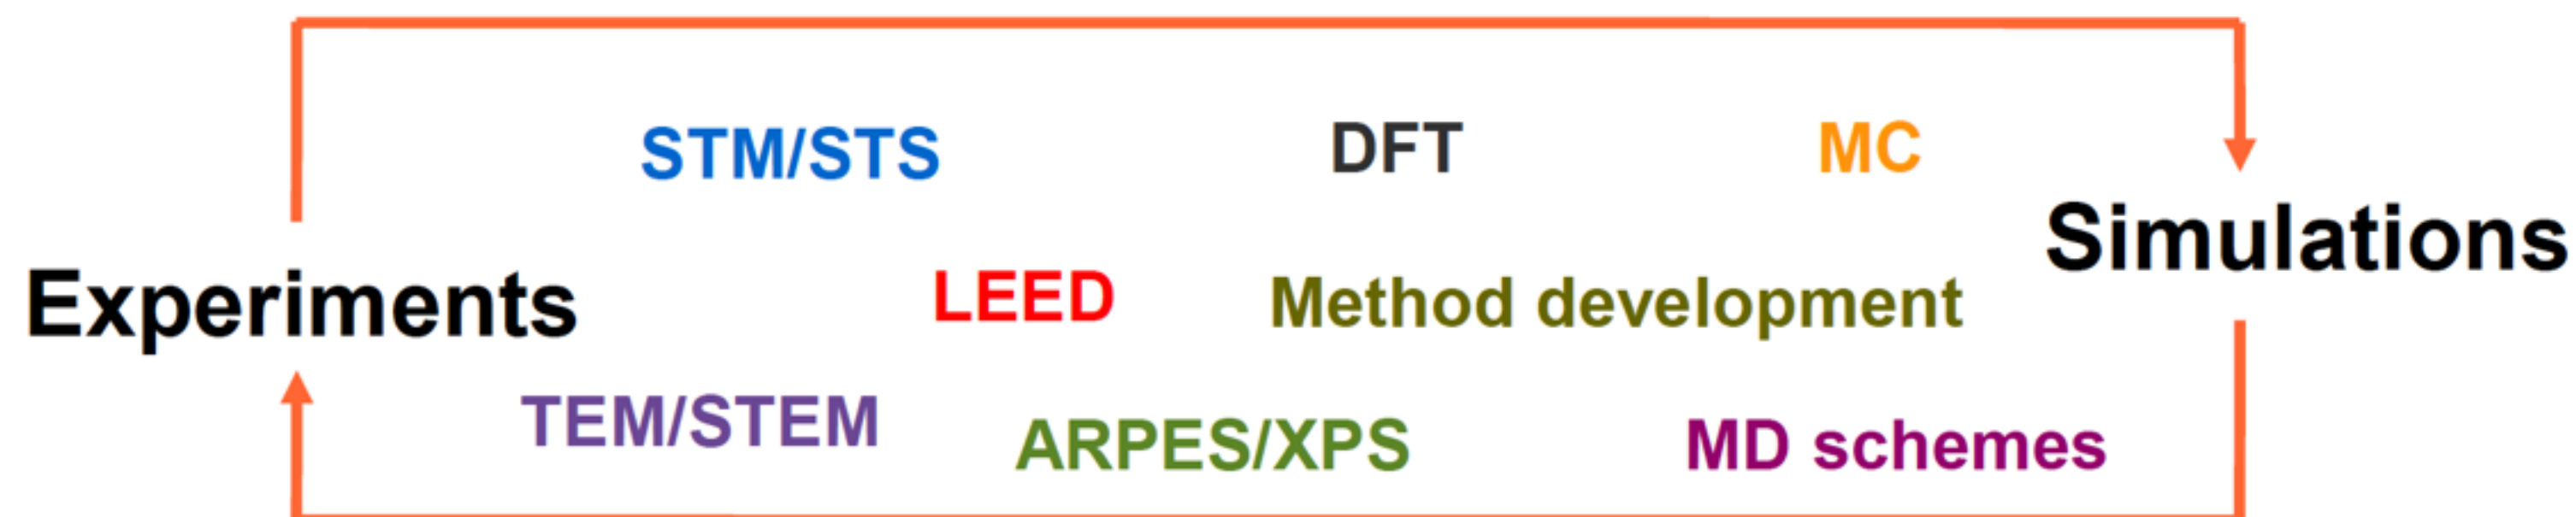 STM/STS
DFT
MC
Simulations
Experiments
LEED
Method development
TEM/STEM
ARPES/XPS
MD schemes